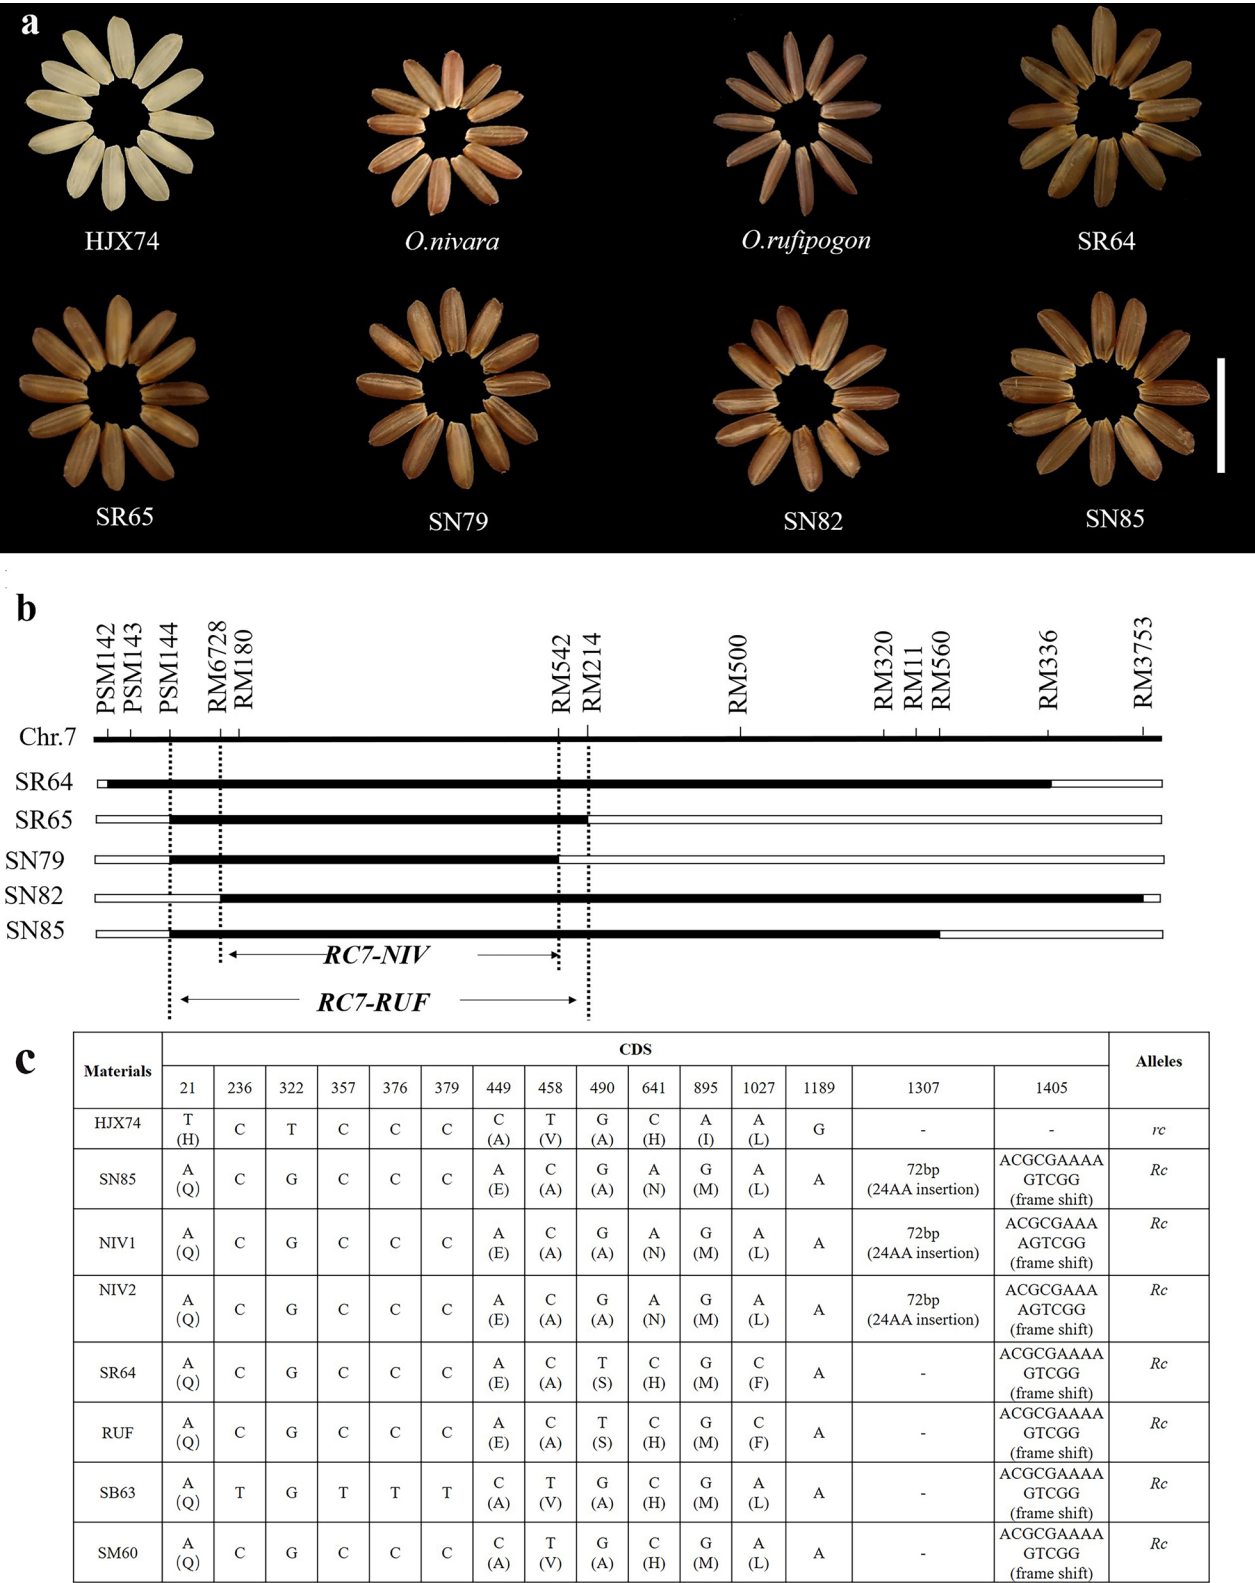 a
HJX74
O.nivara
O.rufipogon
SR64
SR65
SN79
SN82
SN85
b
PSM142
PSM143
PSM144
RM6728
RM180
RM542
RM214
RM500
RM320
RM11
RM560
RM336
RM3753
Chr.7
SR64
SR65
SN79
SN82
SN85
RC7-NIV
RC7-RUF
c
Materials CDS Alleles
21 236 322 357 376 379 449 458 490 641 895 1027 1189 1307 1405
HJX74 T (H) C T C C C C (A) T (V) G (A) C (H) A (I) A (L) G - - rc
SN85 A (Q) C G C C C A (E) C (A) G (A) A (N) G (M) A (L) A 72bp (24AA insertion) ACGCGAAAA GTCGG (frame shift) Rc
NIV1 A (Q) C G C C C A (E) C (A) G (A) A (N) G (M) A (L) A 72bp (24AA insertion) ACGCGAAA AGTCGG (frame shift) Rc
NIV2 A (Q) C G C C C A (E) C (A) G (A) A (N) G (M) A (L) A 72bp (24AA insertion) ACGCGAAA AGTCGG (frame shift) Rc
SR64 A (Q) C G C C C A (E) C (A) T (S) C (H) G (M) C (F) A - ACGCGAAAA GTCGG (frame shift) Rc
RUF A (Q) C G C C C A (E) C (A) T (S) C (H) G (M) C (F) A - ACGCGAAAA GTCGG (frame shift) Rc
SB63 A (Q) T G T T T C (A) T (V) G (A) C (H) G (M) A (L) A - ACGCGAAAA GTCGG (frame shift) Rc
SM60 A (Q) C G C C C C (A) T (V) G (A) C (H) G (M) A (L) A - ACGCGAAAA GTCGG (frame shift) Rc